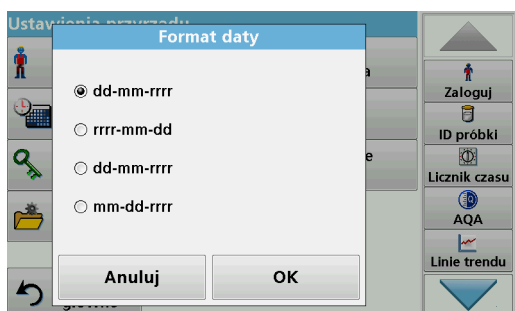 Ustawienia przyrządu
Format daty
dd-mm-rrrr
rrrr-mm-dd
dd-mm-rrrr
mm-dd-rrrr
Anuluj
OK
a
e
główne
Zaloguj
ID próbki
Licznik czasu
AQA
Linie trendu